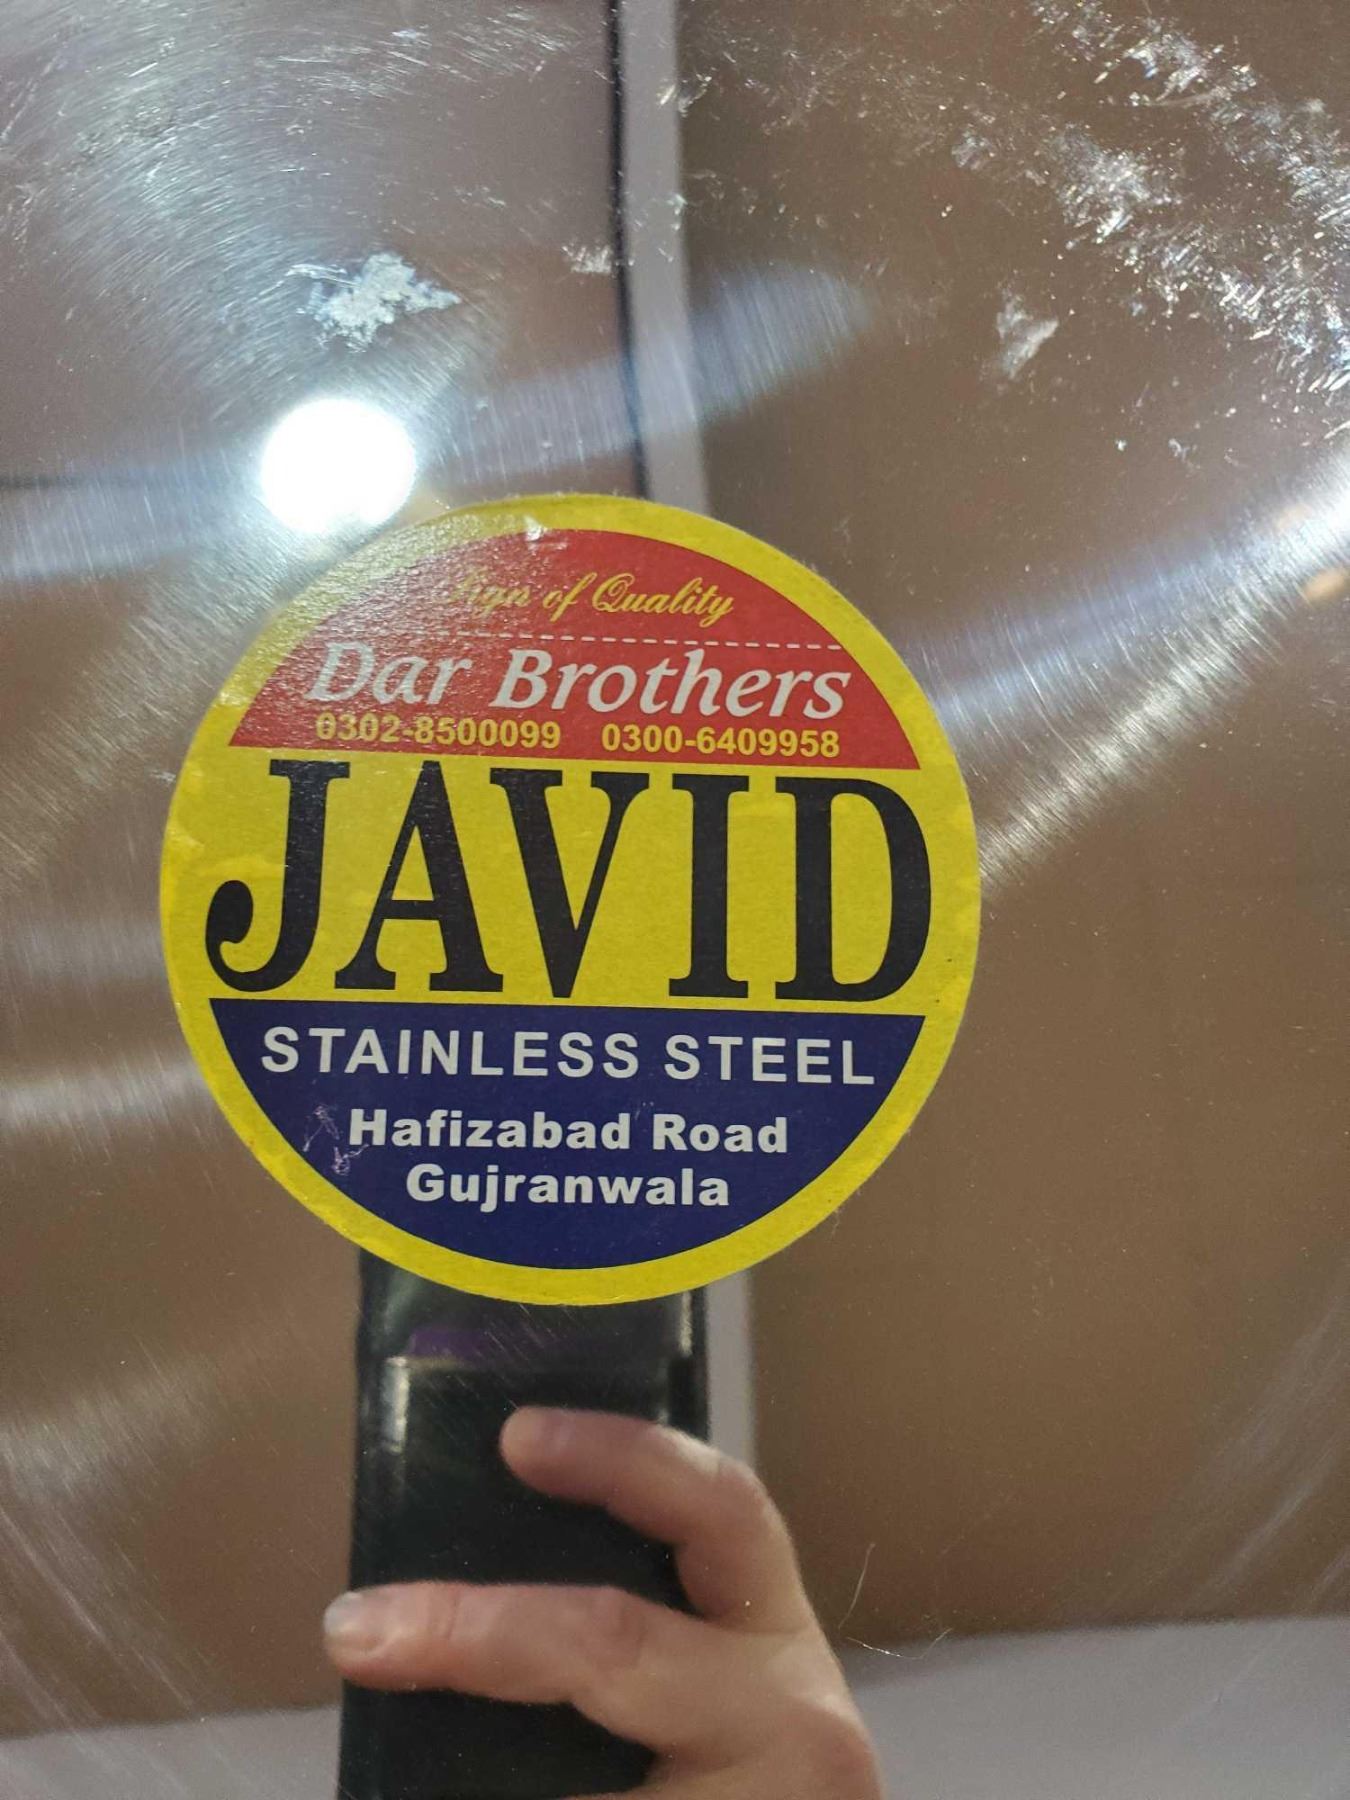 Sign of Quality
Dar Brothers
0302-8500099 0300-6409958
JAVID
STAINLESS STEEL
Hafizabad Road
Gujranwala